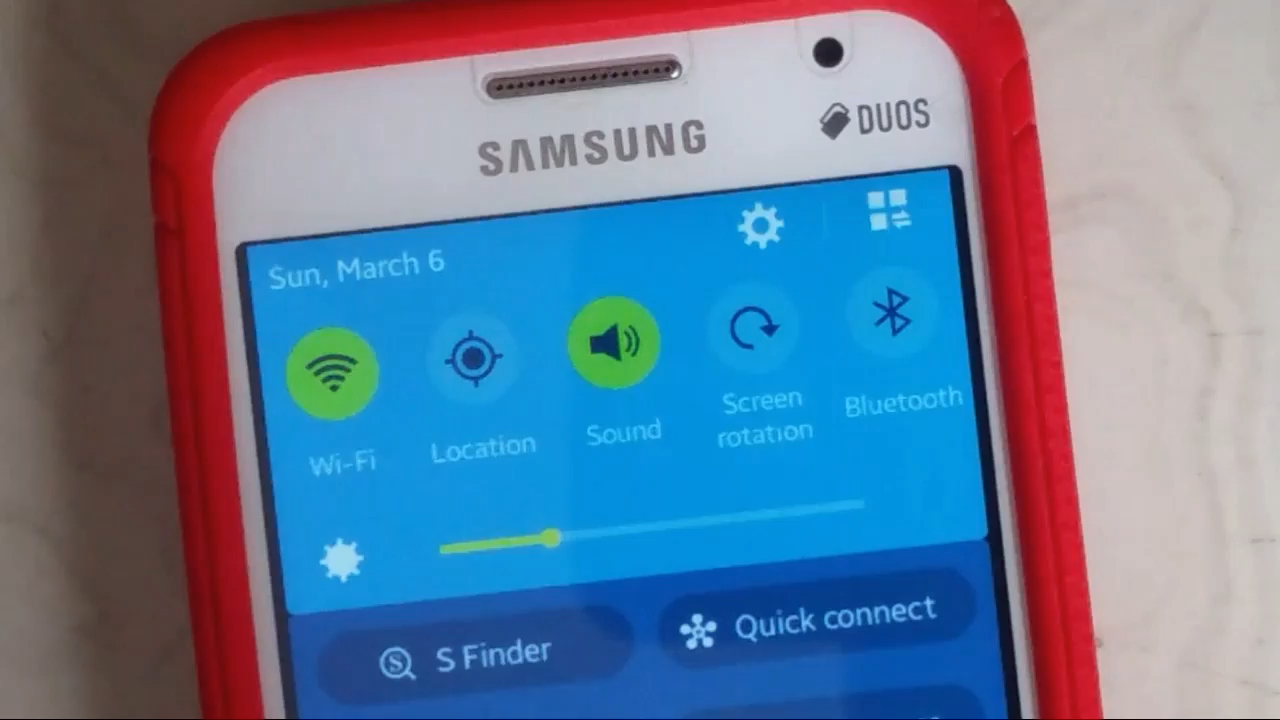 SAMSUNG
DUOS
Sun, March 6
Wi-Fi
Location
Sound
Screen
rotation
Bluetooth
S Finder
Quick connect